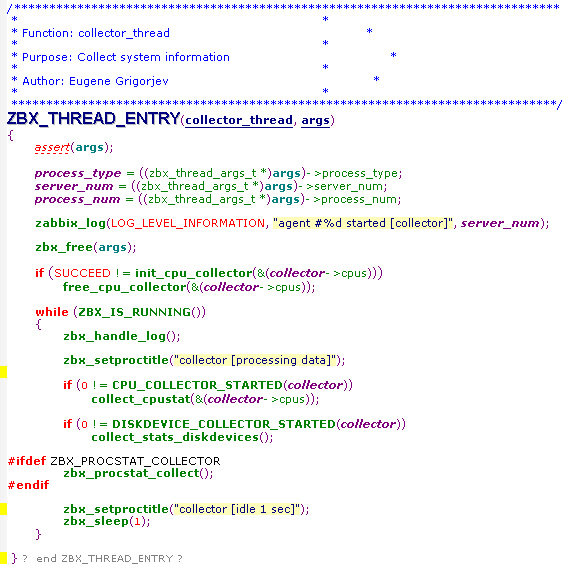 /******************************************************************************
 *                                                                            *
 * Function: collector_thread                                                 *
 *                                                                            *
 * Purpose: Collect system information                                        *
 *                                                                            *
 * Author: Eugene Grigorjev                                                   *
 *                                                                            *
 ******************************************************************************/
ZBX_THREAD_ENTRY(collector_thread, args)
{
    assert(args);
    process_type = ((zbx_thread_args_t *)args)->process_type;
    server_num = ((zbx_thread_args_t *)args)->server_num;
    process_num = ((zbx_thread_args_t *)args)->process_num;
    zabbix_log(LOG_LEVEL_INFORMATION, "agent #%d started [collector]", server_num);
    zbx_free(args);
    if (SUCCEED != init_cpu_collector(&(collector->cpus)))
        free_cpu_collector(&(collector->cpus));
    while (ZBX_IS_RUNNING())
    {
        zbx_handle_log();
        zbx_setproctitle("collector [processing data]");
        if (0 != CPU_COLLECTOR_STARTED(collector))
            collect_cpustat(&(collector->cpus));
        if (0 != DISKDEVICE_COLLECTOR_STARTED(collector))
            collect_stats_diskdevices();
#ifdef ZBX_PROCSTAT_COLLECTOR
        zbx_procstat_collect();
#endif
        zbx_setproctitle("collector [idle 1 sec]");
        zbx_sleep(1);
    }
} ? end ZBX_THREAD_ENTRY ?